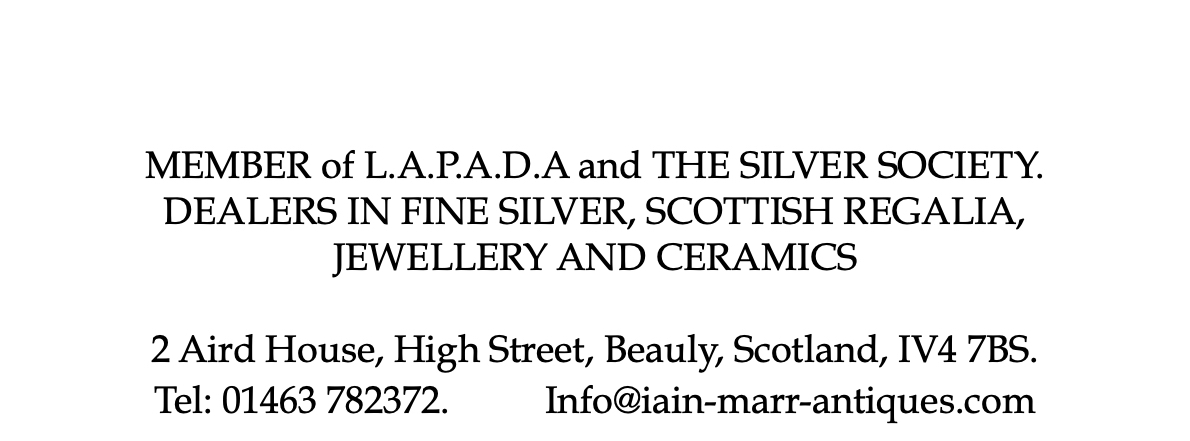 MEMBER of L.A.P.A.D.A and THE SILVER SOCIETY.
DEALERS IN FINE SILVER, SCOTTISH REGALIA,
JEWELLERY AND CERAMICS
2 Aird House, High Street, Beauly, Scotland, IV4 7BS.
Tel: 01463 782372. Info@iain-marr-antiques.com